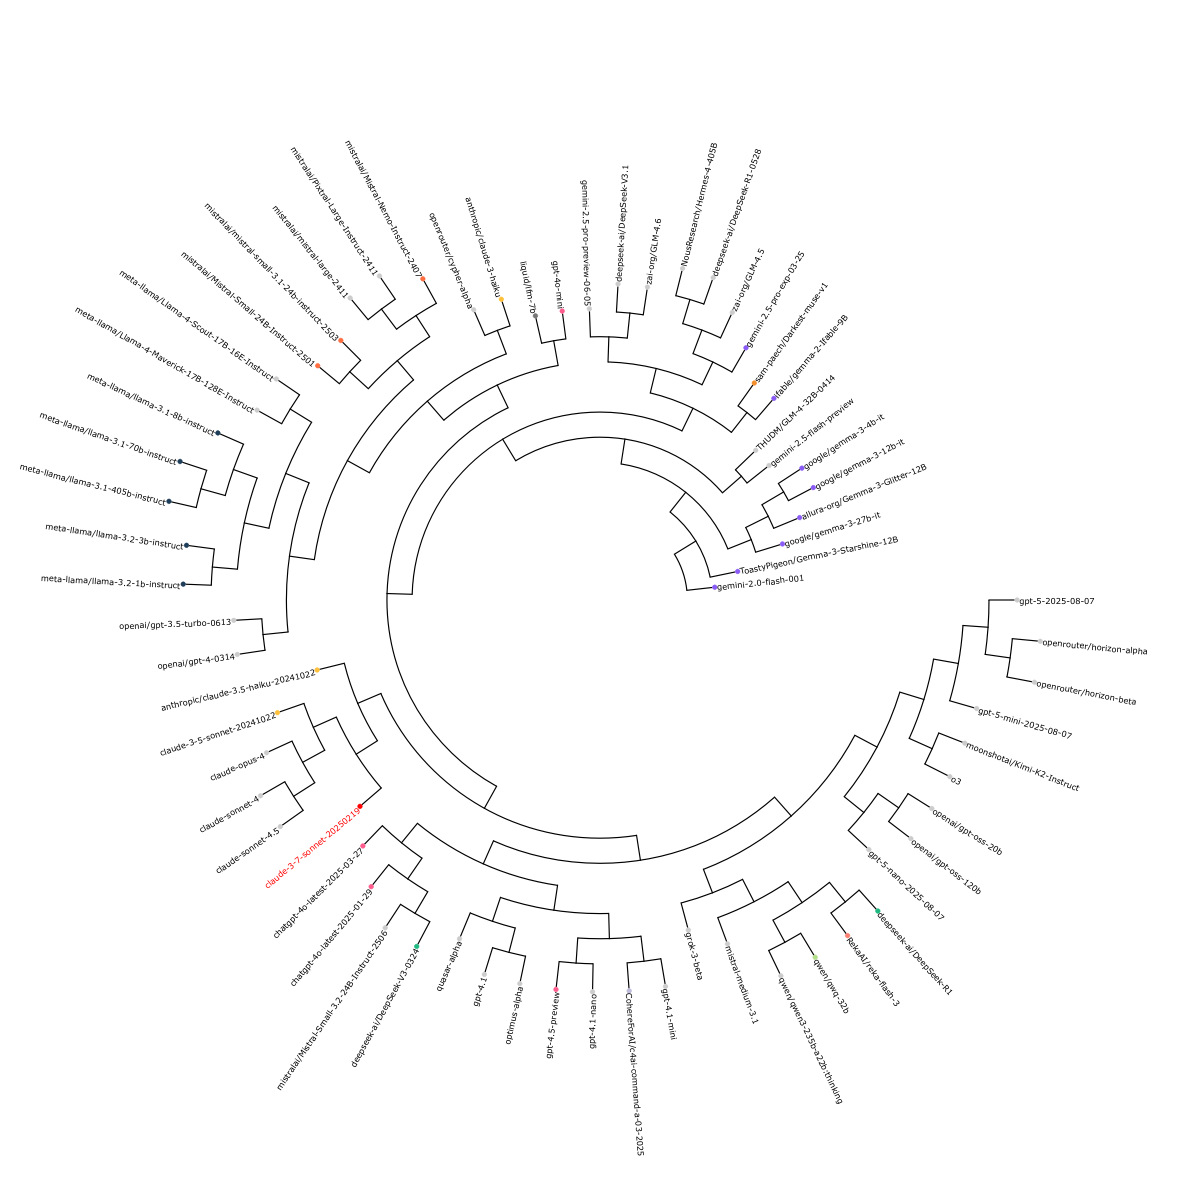 gpt-5-2025-08-07
openrouter/horizon-alpha
openrouter/horizon-beta
gpt-5-mini-2025-08-07
moonshotai/Kimi-K2-Instruct
o3
openai/gpt-oss-20b
openai/gpt-oss-120b
gpt-5-nano-2025-08-07
deepseek-ai/DeepSeek-R1
RekaAI/reka-flash-3
qwen/qwq-32b
qwen/qwen3-235b-a22b:thinking
mistral-medium-3.1
grok-3-beta
gpt-4.1-mini
CohereForAI/c4ai-command-a-03-2025
gpt-4.1-nano
gpt-4.5-preview
optimus-alpha
gpt-4.1
quasar-alpha
deepseek-ai/DeepSeek-V3-0324
mistralai/Mistral-Small-3.2-24B-Instruct-2506
chatgpt-4o-latest-2025-01-29
chatgpt-4o-latest-2025-03-27
claude-3-7-sonnet-20250219
claude-sonnet-4.5
claude-sonnet-4
claude-opus-4
claude-3-5-sonnet-20241022
anthropic/claude-3.5-haiku-20241022
openai/gpt-4-0314
openai/gpt-3.5-turbo-0613
meta-llama/llama-3.2-1b-instruct
meta-llama/llama-3.2-3b-instruct
meta-llama/llama-3.1-405b-instruct
meta-llama/llama-3.1-70b-instruct
meta-llama/llama-3.1-8b-instruct
meta-llama/Llama-4-Maverick-17B-128E-Instruct
meta-llama/Llama-4-Scout-17B-16E-Instruct
mistralai/Mistral-Small-24B-Instruct-2501
mistralai/mistral-small-3.1-24b-instruct-2503
mistralai/mistral-large-2411
mistralai/Pixtral-Large-Instruct-2411
mistralai/Mistral-Nemo-Instruct-2407
openrouter/cypher-alpha
anthropic/claude-3-haiku
liquid/lfm-7b
gpt-4o-mini
gemini-2.5-pro-preview-06-05
deepseek-ai/DeepSeek-V3.1
zai-org/GLM-4.6
NousResearch/Hermes-4-405B
deepseek-ai/DeepSeek-R1-0528
zai-org/GLM-4.5
gemini-2.5-pro-exp-03-25
sam-paech/Darkest-muse-v1
ifable/gemma-2-Ifable-9B
THUDM/GLM-4-32B-0414
gemini-2.5-flash-preview
google/gemma-3-4b-it
google/gemma-3-12b-it
allura-org/Gemma-3-Glitter-12B
google/gemma-3-27b-it
ToastyPigeon/Gemma-3-Starshine-12B
gemini-2.0-flash-001